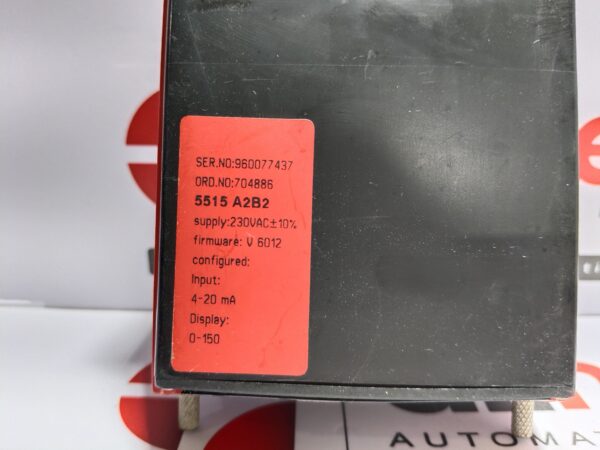 SER.NO:960077437
ORD.NO:704886
5515 A2B2
supply:230VAC±10%
firmware: V 6012
configured:
Input:
4-20 mA
Display:
0-150
AUTOMAT